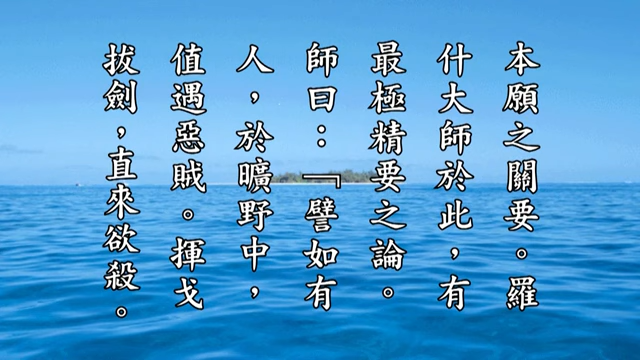 本願之關要。羅
什大師於此，有
最極精要之論。
師曰：「譬如有
人，於曠野中，
值遇惡賊。揮戈
拔劍，直來欲殺。